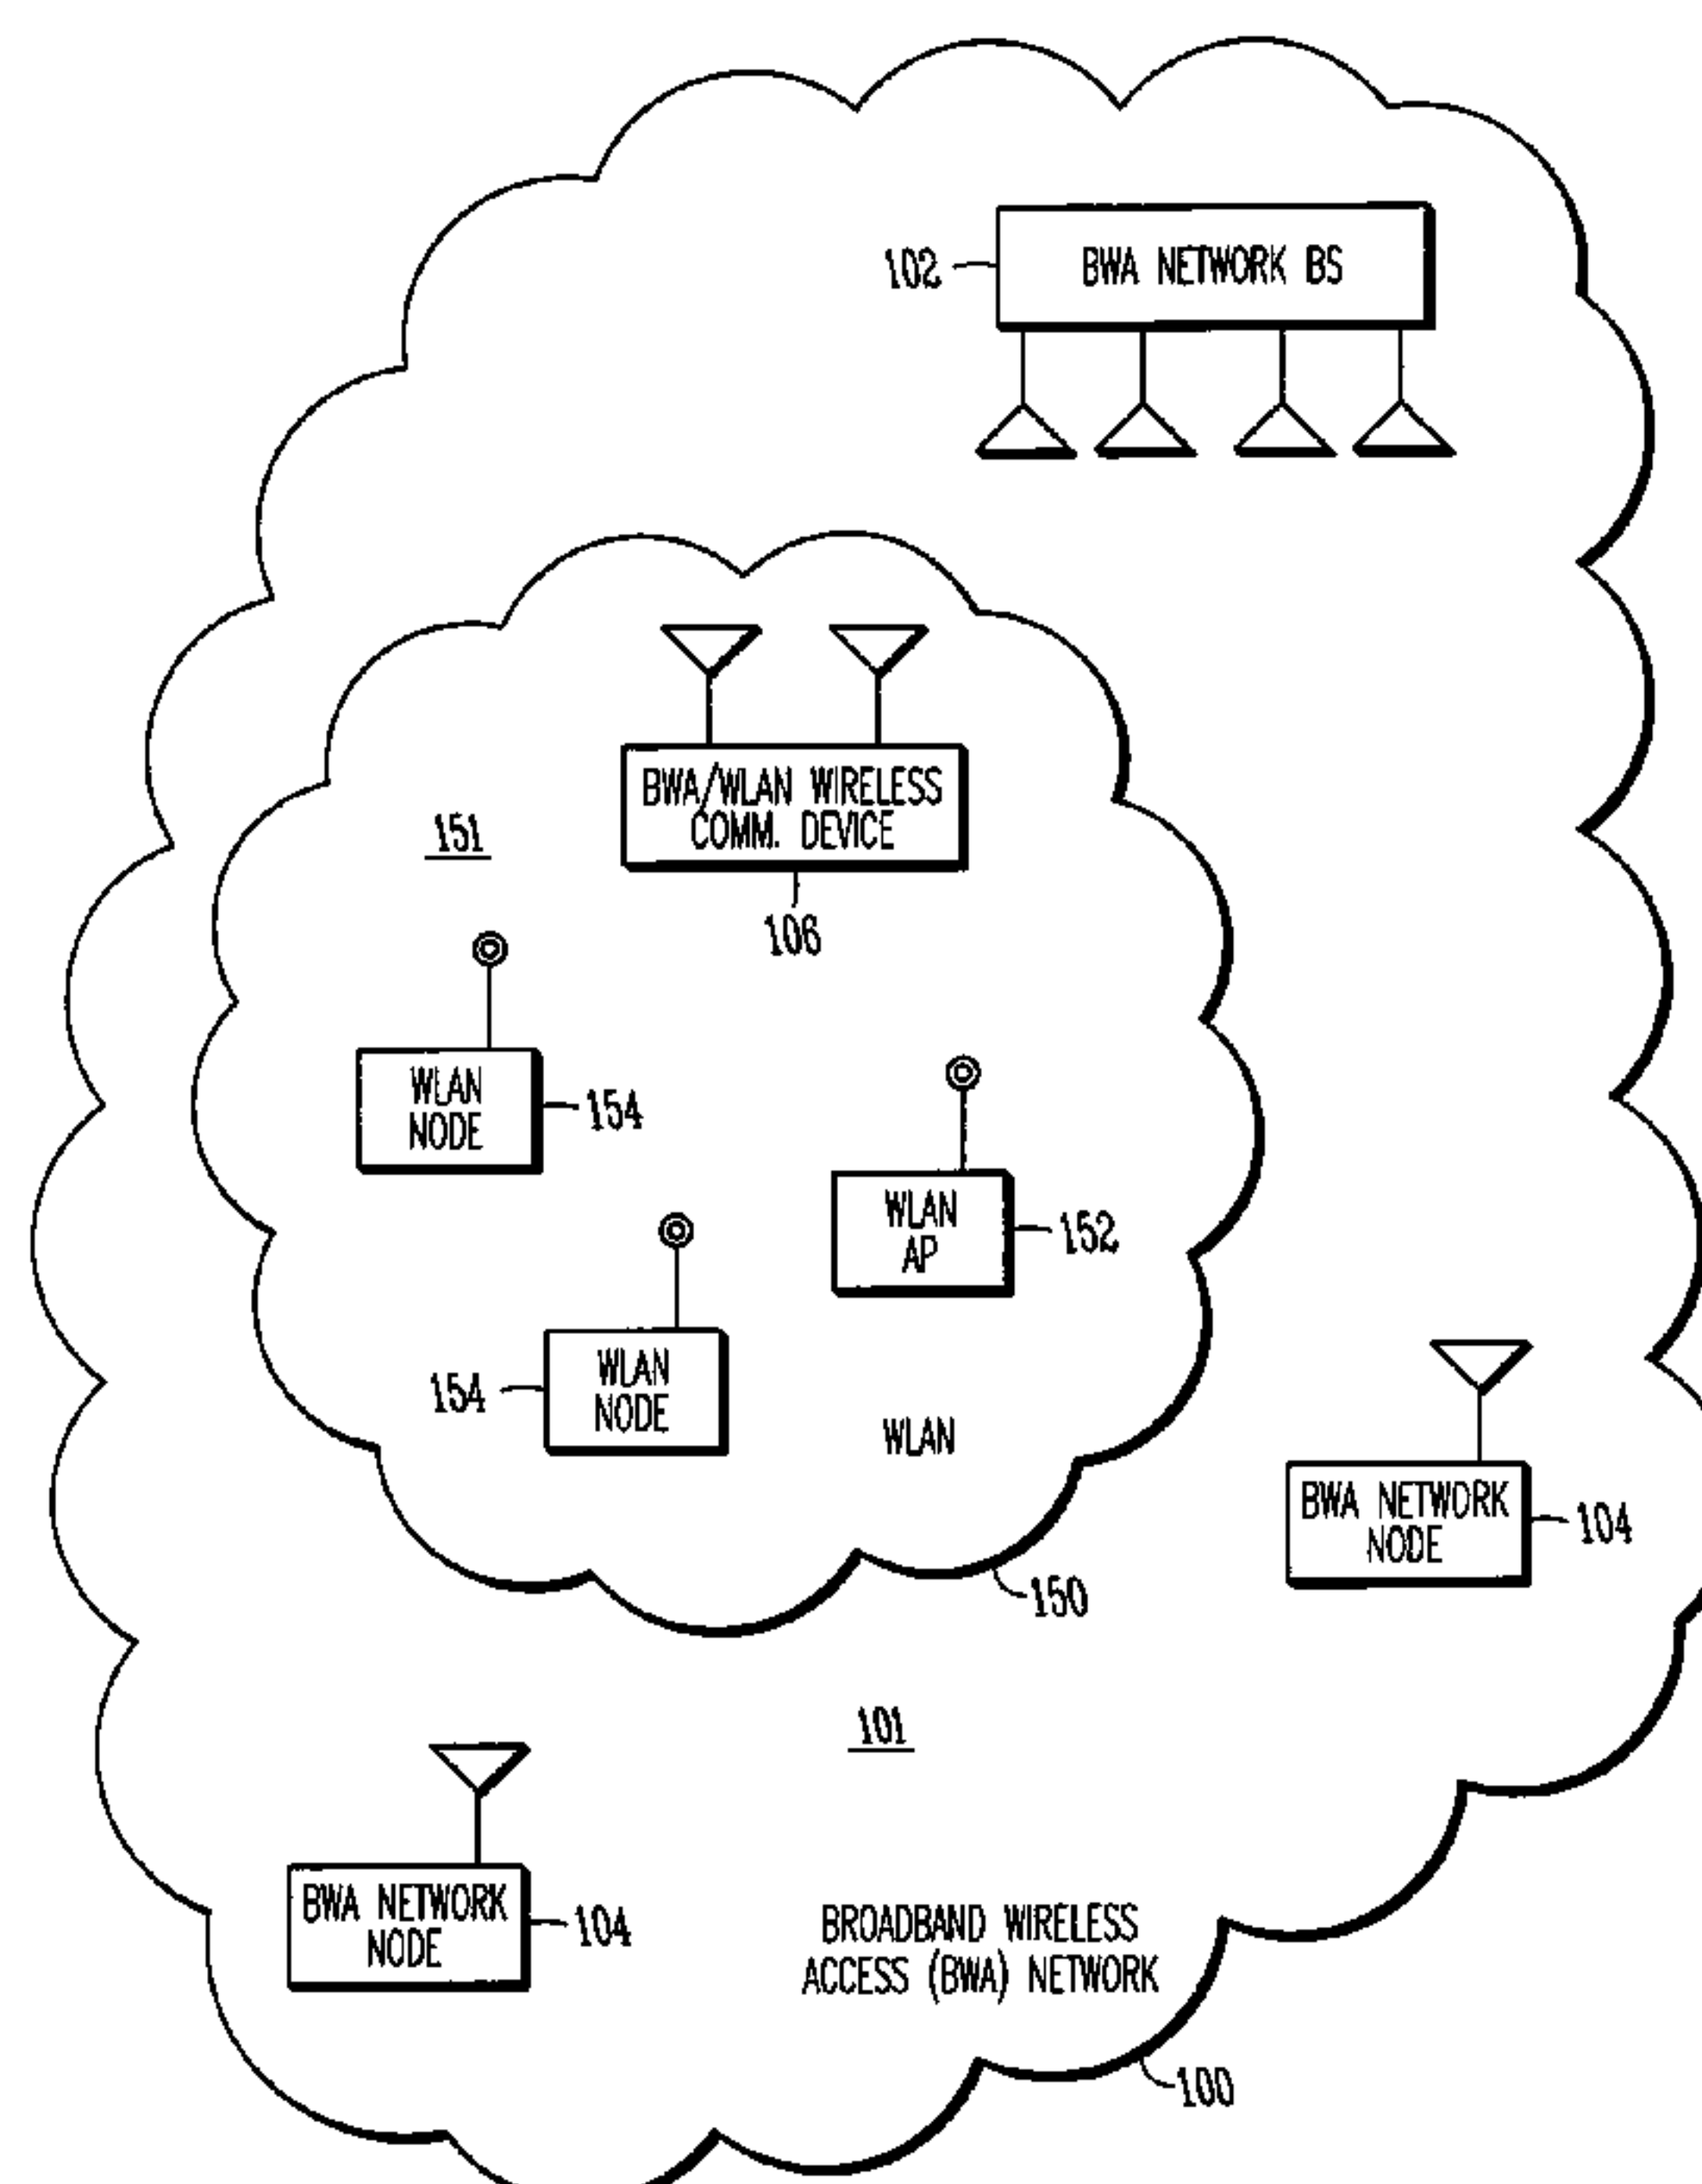 102
BWA NETWORK BS
BWA/WLAN WIRELESS
COMM. DEVICE
151
106
WLAN
NODE
154
WLAN
AP
152
WLAN
NODE
154
WLAN
BWA NETWORK
NODE
104
150
101
BWA NETWORK
NODE
104
BROADBAND WIRELESS
ACCESS (BWA) NETWORK
100